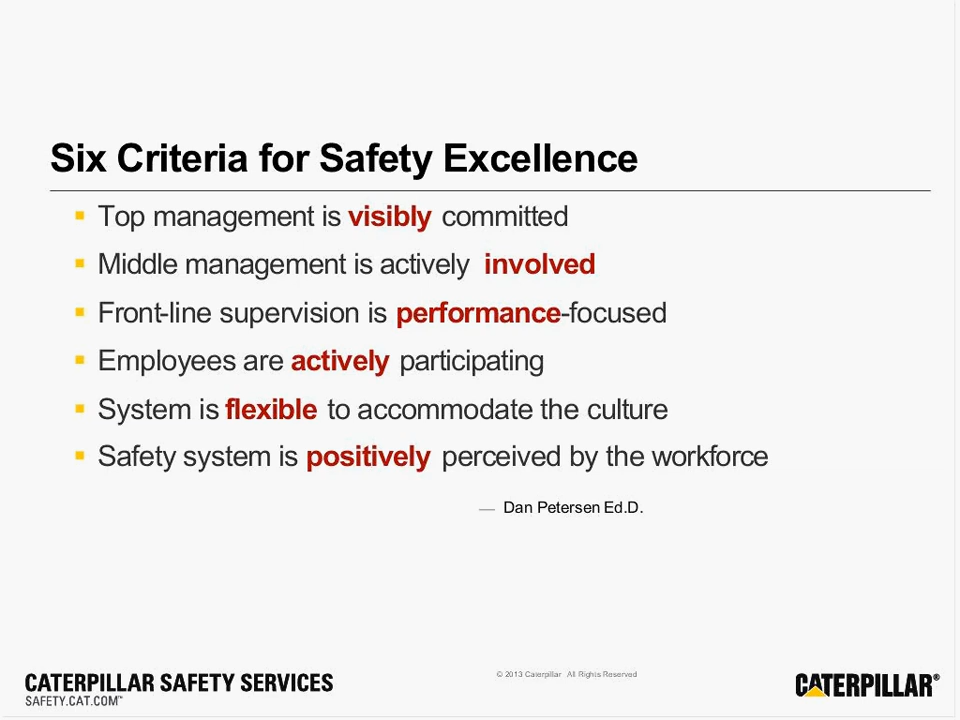 Six Criteria for Safety Excellence
Top management is visibly committed
Middle management is actively involved
Front-line supervision is performance-focused
Employees are actively participating
System is flexible to accommodate the culture
Safety system is positively perceived by the workforce
— Dan Petersen Ed.D.
© 2013 Caterpillar All Rights Reserved
CATERPILLAR SAFETY SERVICES
SAFETY.CAT.COM™
CATERPILLAR®